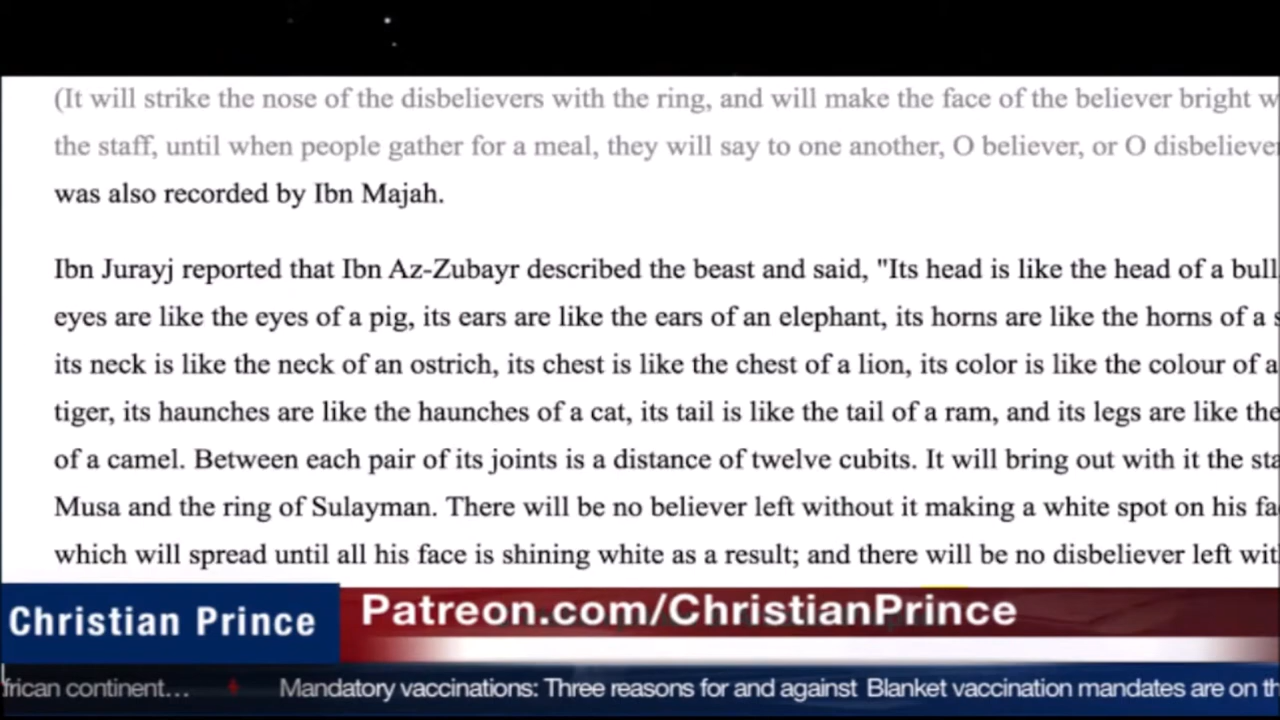 (It will strike the nose of the disbelievers with the ring, and will make the face of the believer bright w
the staff, until when people gather for a meal, they will say to one another, O believer, or O disbeliever
was also recorded by Ibn Majah.
Ibn Jurayj reported that Ibn Az-Zubayr described the beast and said, "Its head is like the head of a bull
eyes are like the eyes of a pig, its ears are like the ears of an elephant, its horns are like the horns of a s
its neck is like the neck of an ostrich, its chest is like the chest of a lion, its color is like the colour of a
tiger, its haunches are like the haunches of a cat, its tail is like the tail of a ram, and its legs are like the
of a camel. Between each pair of its joints is a distance of twelve cubits. It will bring out with it the sta
Musa and the ring of Sulayman. There will be no believer left without it making a white spot on his fa
which will spread until all his face is shining white as a result; and there will be no disbeliever left wit
Christian Prince
Patreon.com/ChristianPrince
frican continent... Mandatory vaccinations: Three reasons for and against Blanket vaccination mandates are on th